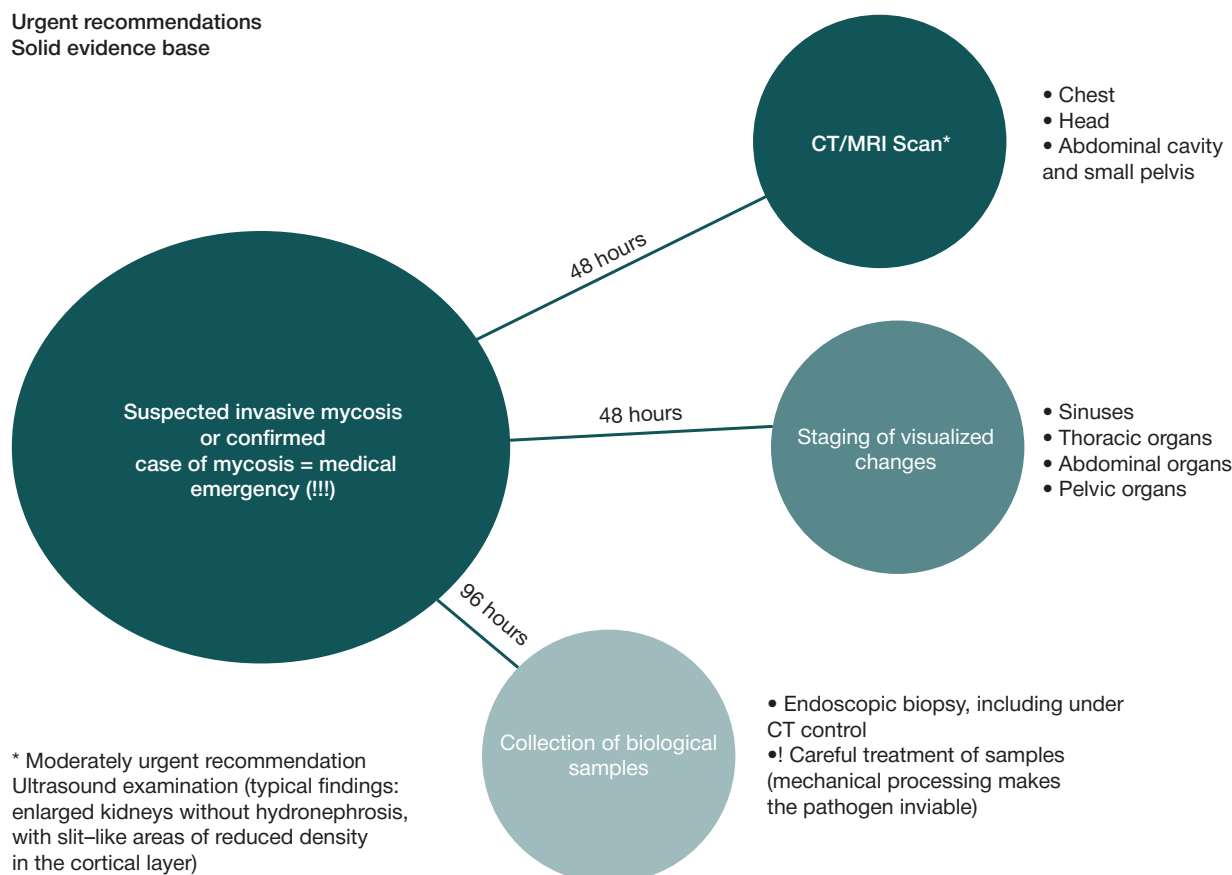 Urgent recommendations
Solid evidence base
CT/MRI Scan*
• Chest
• Head
• Abdominal cavity
and small pelvis
48 hours
Suspected invasive mycosis
or confirmed
case of mycosis = medical
emergency (!!!)
48 hours
Staging of visualized
changes
• Sinuses
• Thoracic organs
• Abdominal organs
• Pelvic organs
96 hours
Collection of biological
samples
• Endoscopic biopsy, including under
CT control
•! Careful treatment of samples
(mechanical processing makes
the pathogen inviable)
* Moderately urgent recommendation
Ultrasound examination (typical findings:
enlarged kidneys without hydronephrosis,
with slit–like areas of reduced density
in the cortical layer)